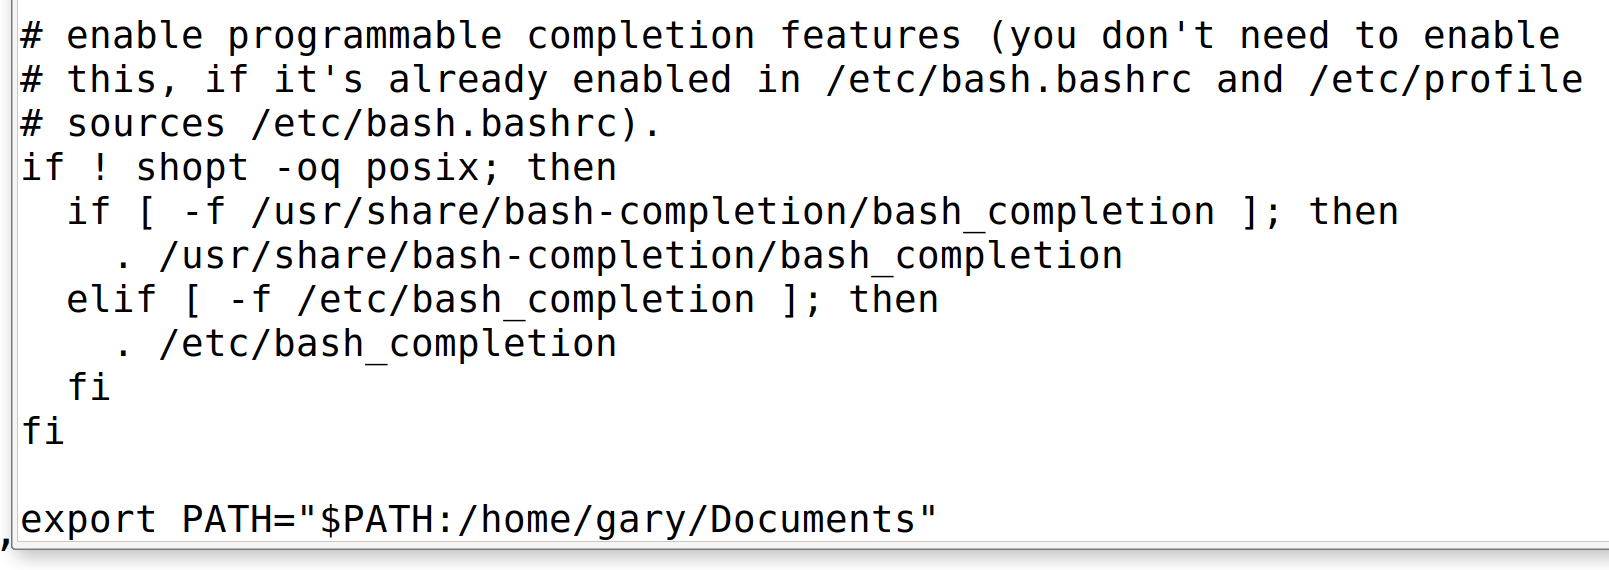 # enable programmable completion features (you don't need to enable
# this, if it's already enabled in /etc/bash.bashrc and /etc/profile
# sources /etc/bash.bashrc).
if ! shopt -oq posix; then
  if [ -f /usr/share/bash-completion/bash_completion ]; then
    . /usr/share/bash-completion/bash_completion
  elif [ -f /etc/bash_completion ]; then
    . /etc/bash_completion
  fi
fi

export PATH="$PATH:/home/gary/Documents"